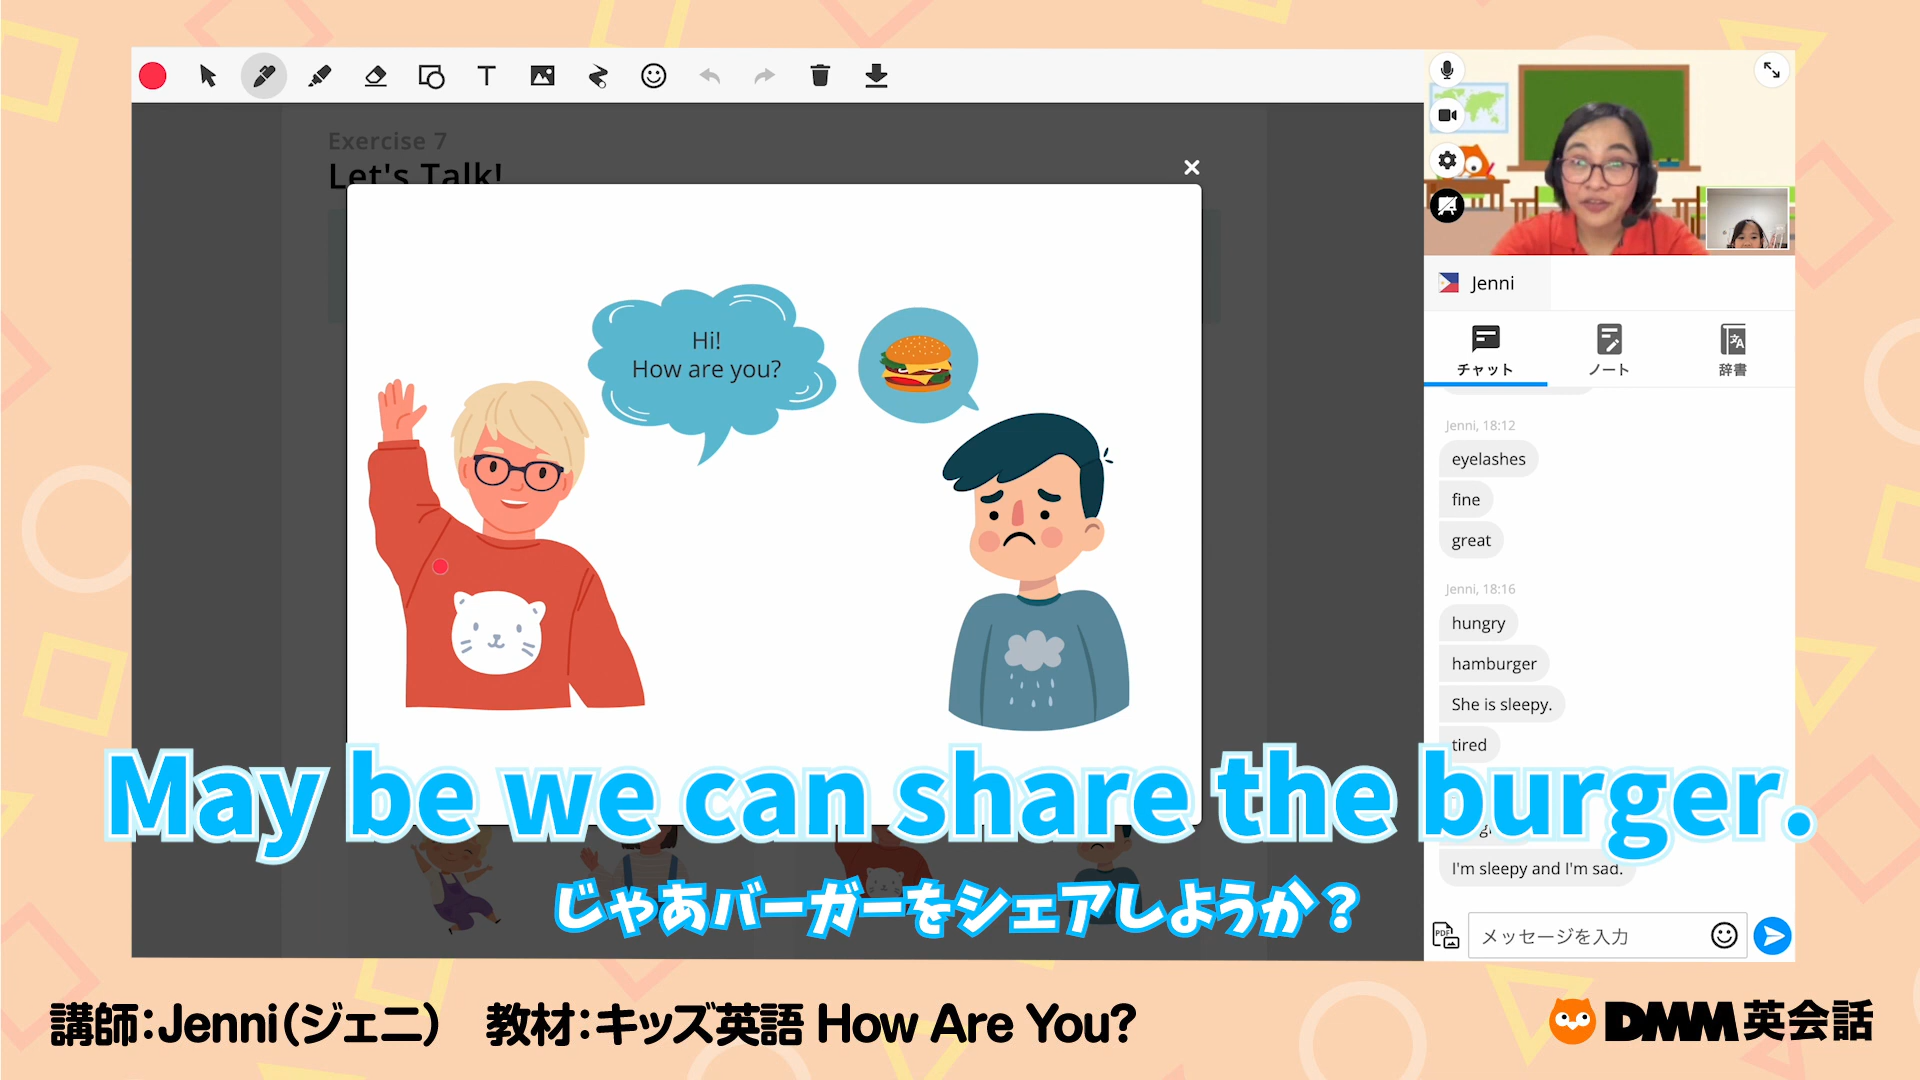 Exercise 7
Let's Talk!
Hi!
How are you?
Jenni
チャット
ノート
辞書
Jenni, 18:12
eyelashes
fine
great
Jenni, 18:16
hungry
hamburger
She is sleepy.
tired
I'm sleepy and I'm sad.
May be we can share the burger.
じゃあバーガーをシェアしようか？
PDF
メッセージを入力
講師：Jenni（ジェニ） 教材：キッズ英語 How Are You?
DMM英会話